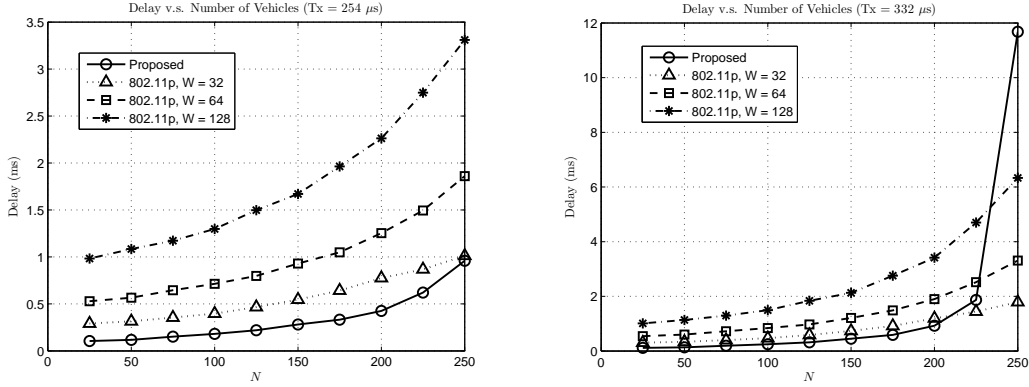 Delay v.s. Number of Vehicles (Tx = 254 μs)
3.5
3
2.5
2
1.5
1
0.5
0
Delay (ms)
Proposed
802.11p, W = 32
802.11p, W = 64
802.11p, W = 128
0 50 100 150 200 250
N
Delay v.s. Number of Vehicles (Tx = 332 μs)
12
10
8
6
4
2
0
Delay (ms)
Proposed
802.11p, W = 32
802.11p, W = 64
802.11p, W = 128
0 50 100 150 200 250
N